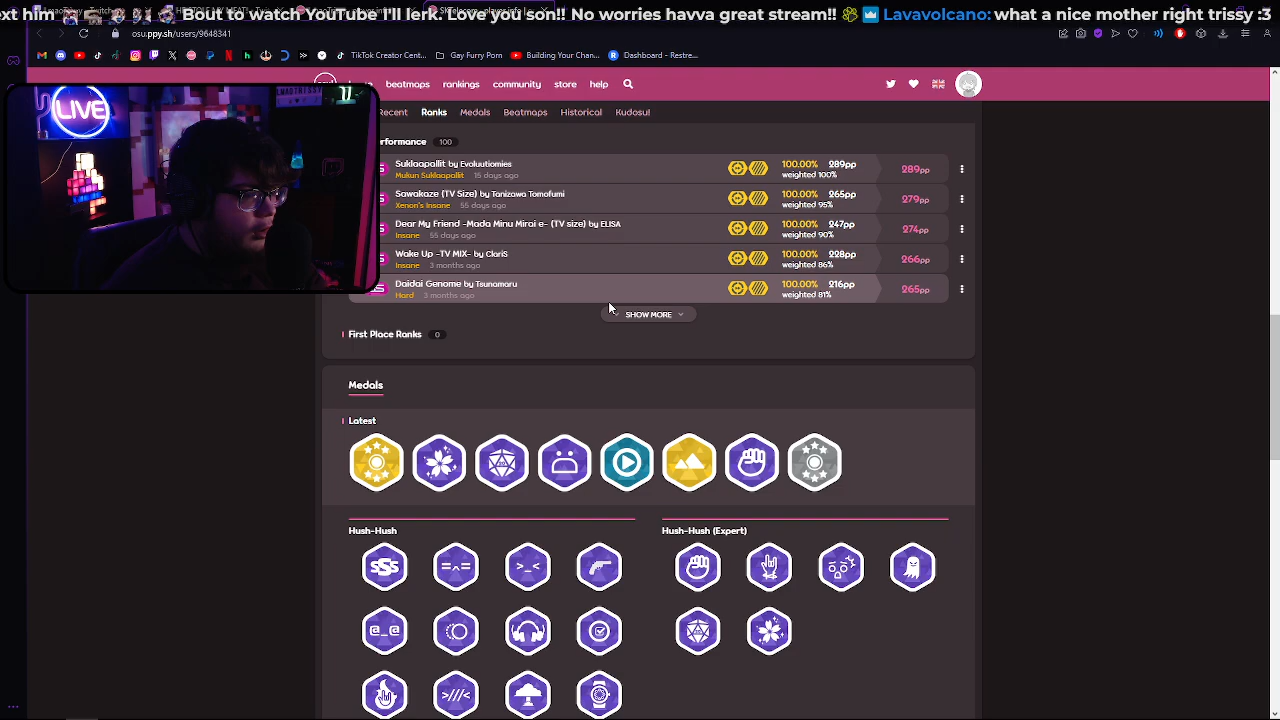 ext him Bout to watch YouTube I'll jerk. Love you son!! No worries havva great stream!! Lavavolcano: what a nice mother right trissy :3
osu.ppy.sh/users/9648341
TikTok Creator Cent... Gay Furry Porn Building Your Chan... Dashboard - Restre...
beatmaps rankings community store help
Recent Ranks Medals Beatmaps Historical Kudosu!
LIVE
erformance 100
Suklaapallit by Evoluutiomies 100.00% 289pp 289pp
Mukun Suklaapallit 15 days ago weighted 100%
Sawakaze (TV Size) by Tanizawa Tomofumi 100.00% 265pp 279pp
Xenon's Insane 55 days ago weighted 95%
Dear My Friend -Mada Minu Mirai e- (TV size) by ELISA 100.00% 247pp 274pp
Insane 55 days ago weighted 90%
Wake Up -TV MIX- by ClariS 100.00% 228pp 266pp
Insane 3 months ago weighted 86%
Daidai Genome by Tsunamaru 100.00% 216pp 265pp
Hard 3 months ago weighted 81%
SHOW MORE
First Place Ranks 0
Medals
Latest
Hush-Hush Hush-Hush (Expert)
SSS =^= >_<
@_@
>///<